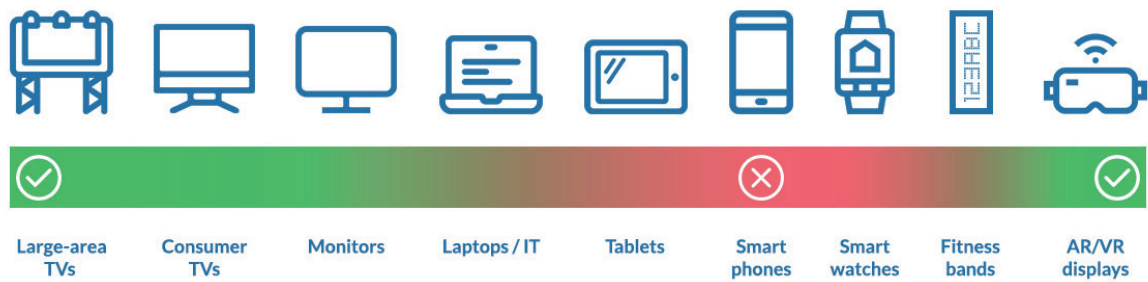 123ABC
Large-area
TVs
Consumer
TVs
Monitors
Laptops / IT
Tablets
Smart
phones
Smart
watches
Fitness
bands
AR/VR
displays